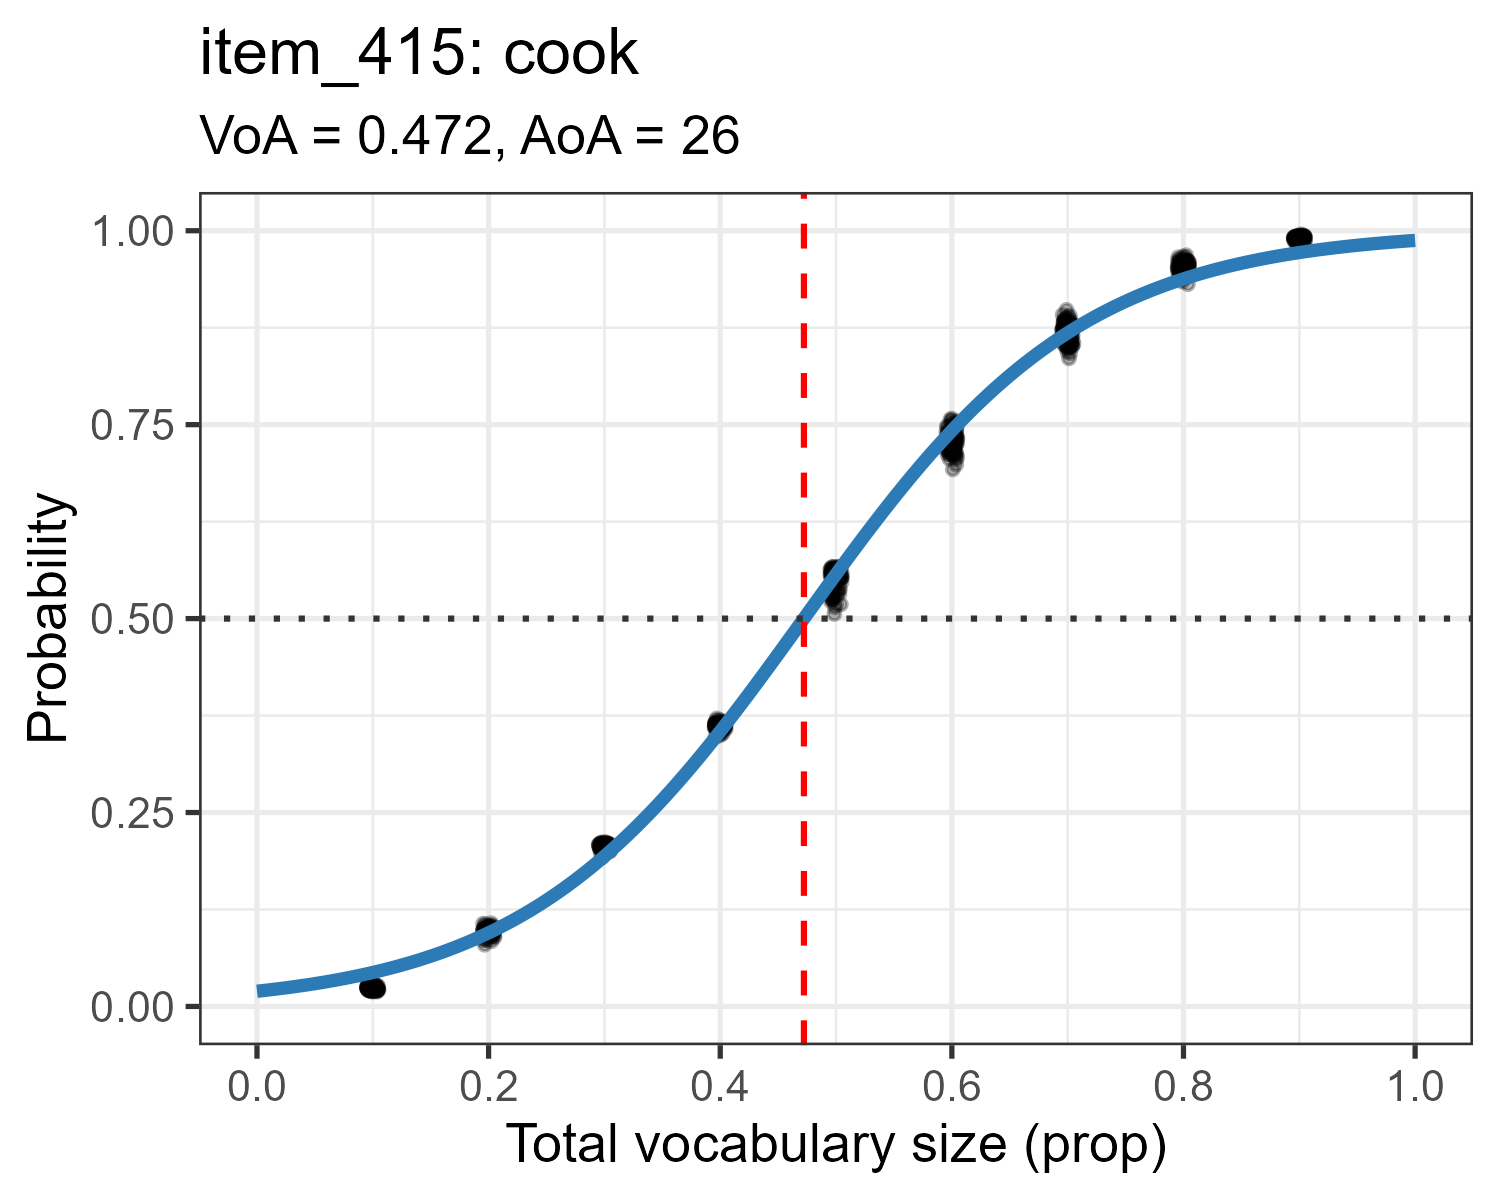 item_415: cook
VoA = 0.472, AoA = 26
1.00
0.75
0.50
0.25
0.00
Probability
0.0 0.2 0.4 0.6 0.8 1.0
Total vocabulary size (prop)